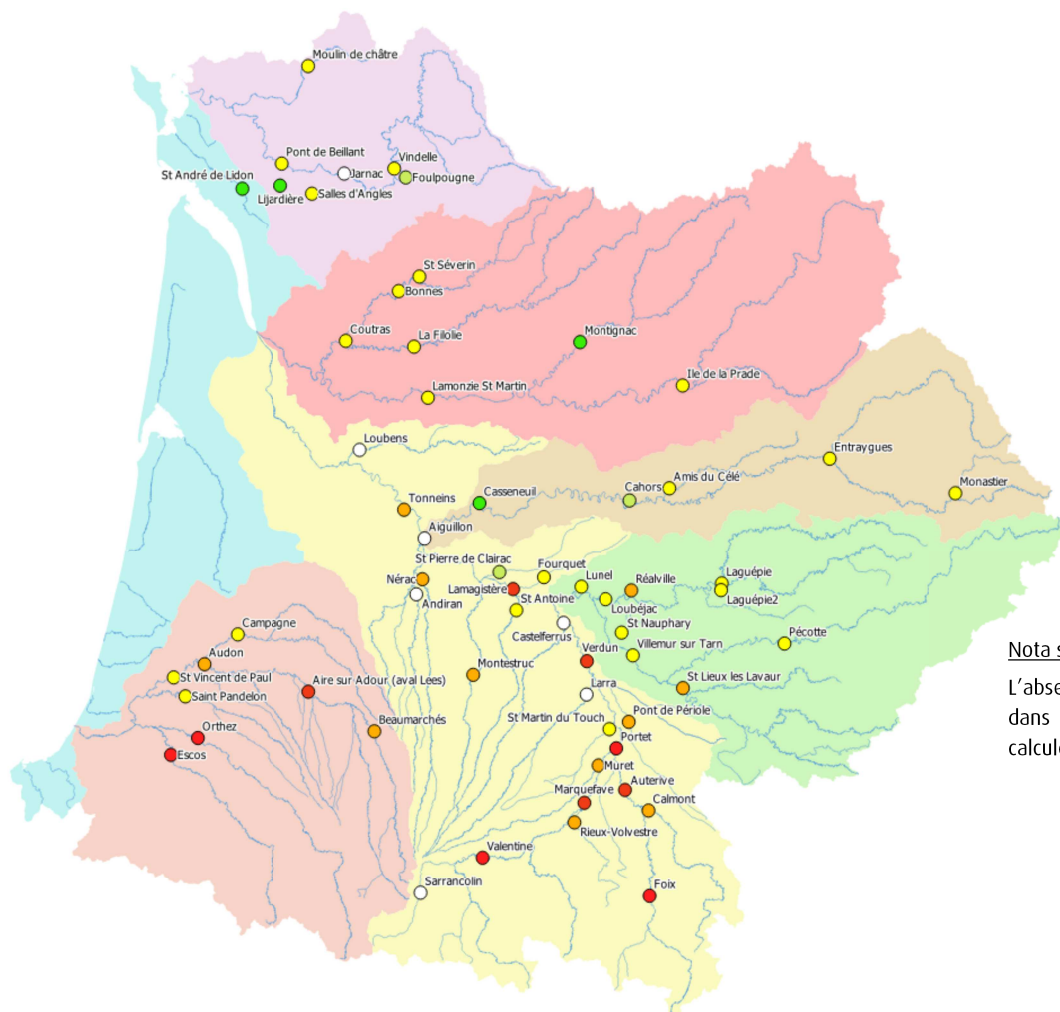 Moulin de châtre
Pont de Beillant
Vindelle
St André de Lidon
Jarnac
Foulpougne
Lijardière
Salles d'Angles
St Séverin
Bonnes
Coutras
La Filolie
Montignac
Lamonzie St Martin
Ile de la Prade
Loubens
Entraygues
Amis du Célé
Monastier
Cahors
Casseneuil
Tonneins
Aiguillon
St Pierre de Clairac
Fourquet
Lunel
Réalville
Laguépie
Nérac
Lamagistère
Laguépie2
Andiran
St Antoine
Loubéjac
Campagne
St Nauphary
Castelferrus
Pécotte
Audon
Villemur sur Tarn
Verdun
Nota s
Montestruc
St Lieux les Lavaur
St Vincent de Paul
Aire sur Adour (aval Lees)
Larra
L'abse
Saint Pandelon
dans
Orthez
Beaumarchés
St Martin du Touch
Pont de Périole
Portet
calcule
Escos
Muret
Marquefave
Auterive
Calmont
Rieux-Volvestre
Valentine
Sarrancolin
Foix